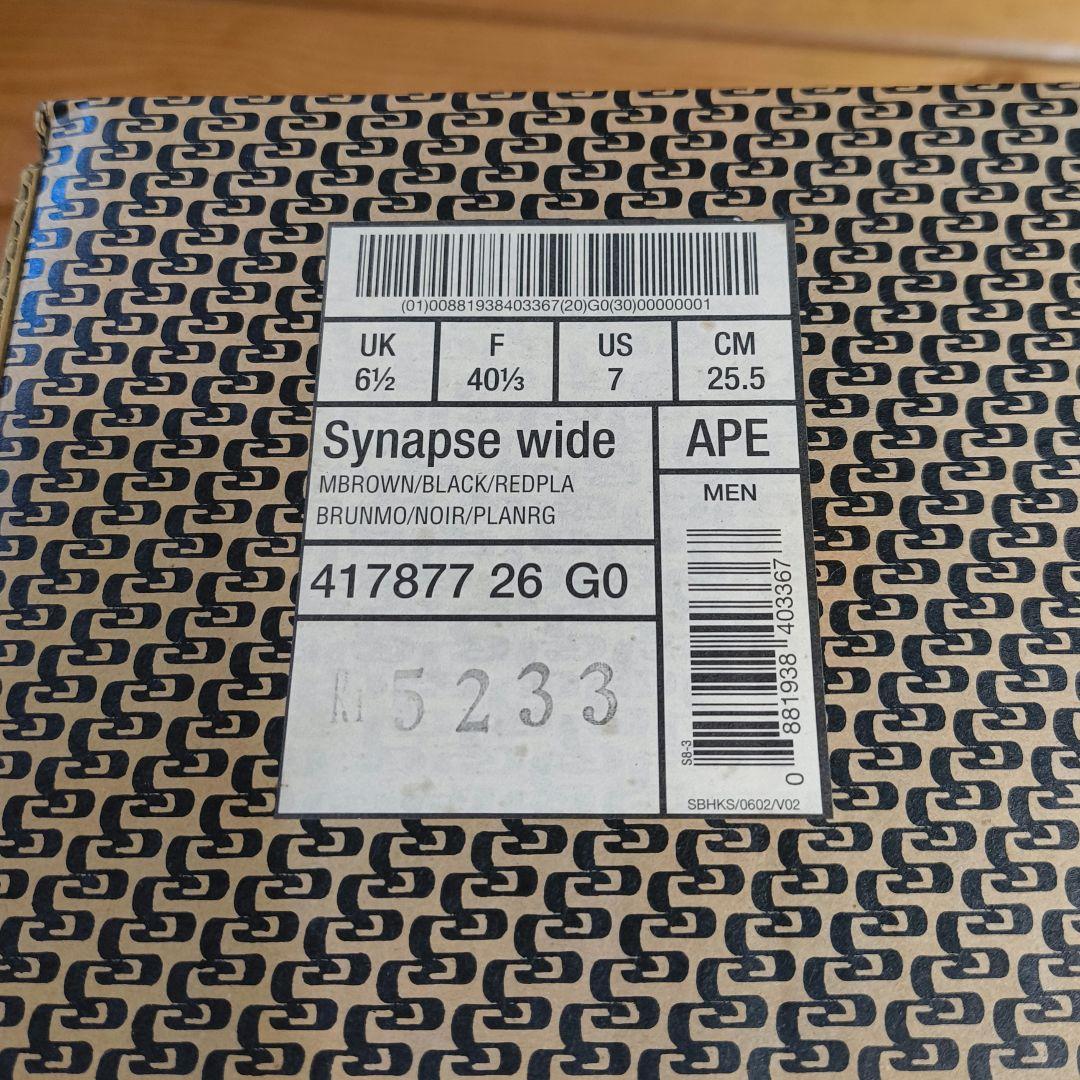 (01)00881938403367(20)G0(30)00000001
UK F US CM
6½ 40⅓ 7 25.5
Synapse wide
APE
MBROWN/BLACK/REDPLA
BRUNMO/NOIR/PLANRG
MEN
417877 26 G0
5233
S8-3
0 881938 403367
SBHKS/0602/V02